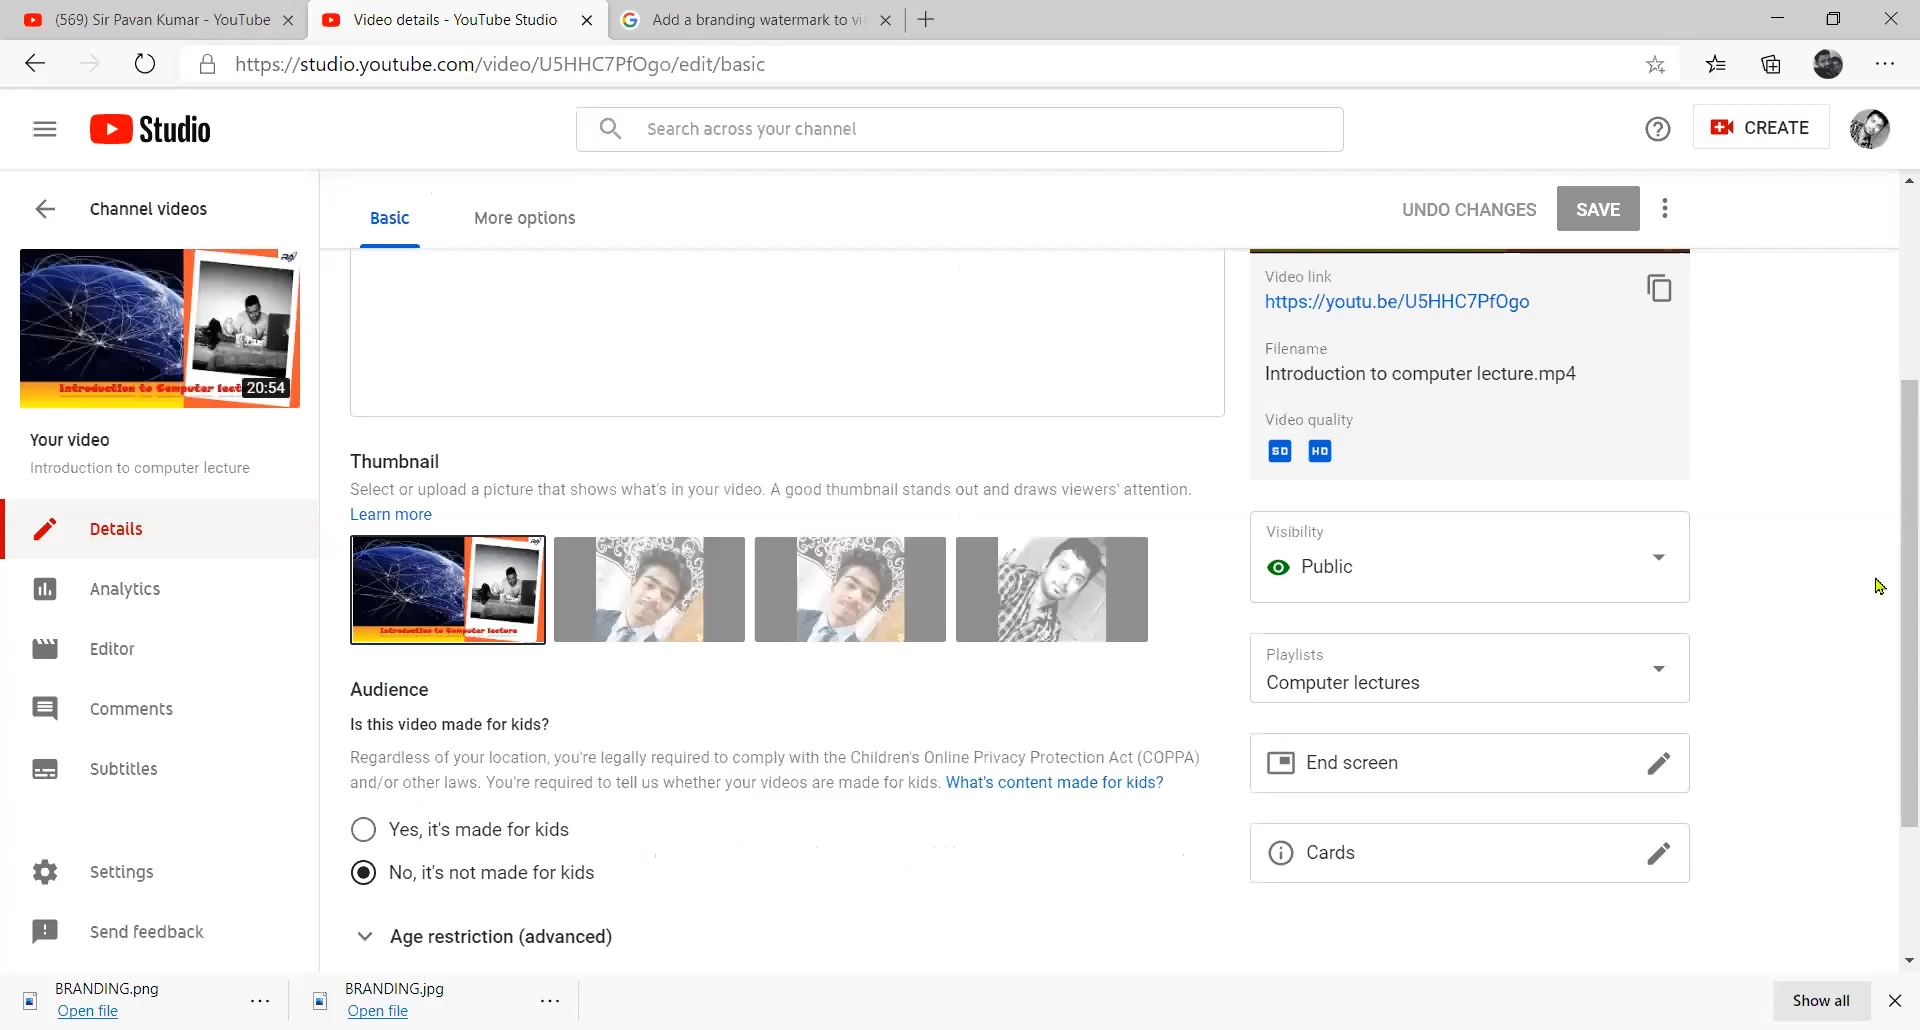 (569) Sir Pavan Kumar - YouTube
Video details - YouTube Studio
Add a branding watermark to vi
https://studio.youtube.com/video/U5HHC7PfOgo/edit/basic
Studio
Search across your channel
CREATE
Channel videos
Basic
More options
UNDO CHANGES
SAVE
Introduction to Computer lect
20:54
Your video
Introduction to computer lecture
Details
Analytics
Editor
Comments
Subtitles
Settings
Send feedback
Thumbnail
Select or upload a picture that shows what's in your video. A good thumbnail stands out and draws viewers' attention.
Learn more
Introduction to Computer lecture
Audience
Is this video made for kids?
Regardless of your location, you're legally required to comply with the Children's Online Privacy Protection Act (COPPA)
and/or other laws. You're required to tell us whether your videos are made for kids. What's content made for kids?
Yes, it's made for kids
No, it's not made for kids
Age restriction (advanced)
Video link
https://youtu.be/U5HHC7PfOgo
Filename
Introduction to computer lecture.mp4
Video quality
SD HD
Visibility
Public
Playlists
Computer lectures
End screen
Cards
BRANDING.png
Open file
BRANDING.jpg
Open file
Show all